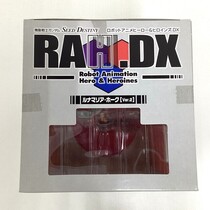 機動戦士ガンダム SEED DESTINY ロボットアニメヒーロー&ヒロインズDX
RAH.DX
Robot Animation
Hero & Heroines
ルナマリア・ホーク【Ver.2】